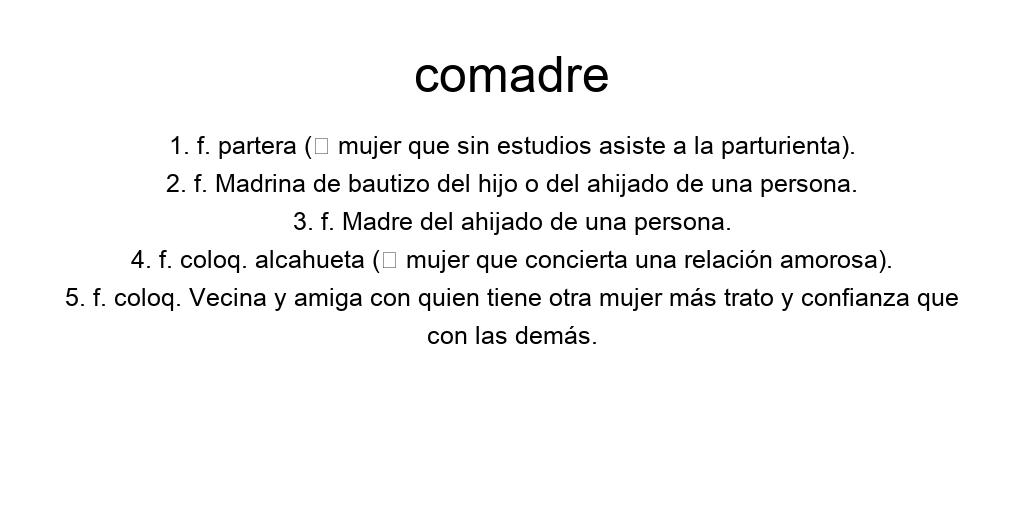 comadre
1. f. partera (□ mujer que sin estudios asiste a la parturienta).
2. f. Madrina de bautizo del hijo o del ahijado de una persona.
3. f. Madre del ahijado de una persona.
4. f. coloq. alcahueta (□ mujer que concierta una relación amorosa).
5. f. coloq. Vecina y amiga con quien tiene otra mujer más trato y confianza que
con las demás.